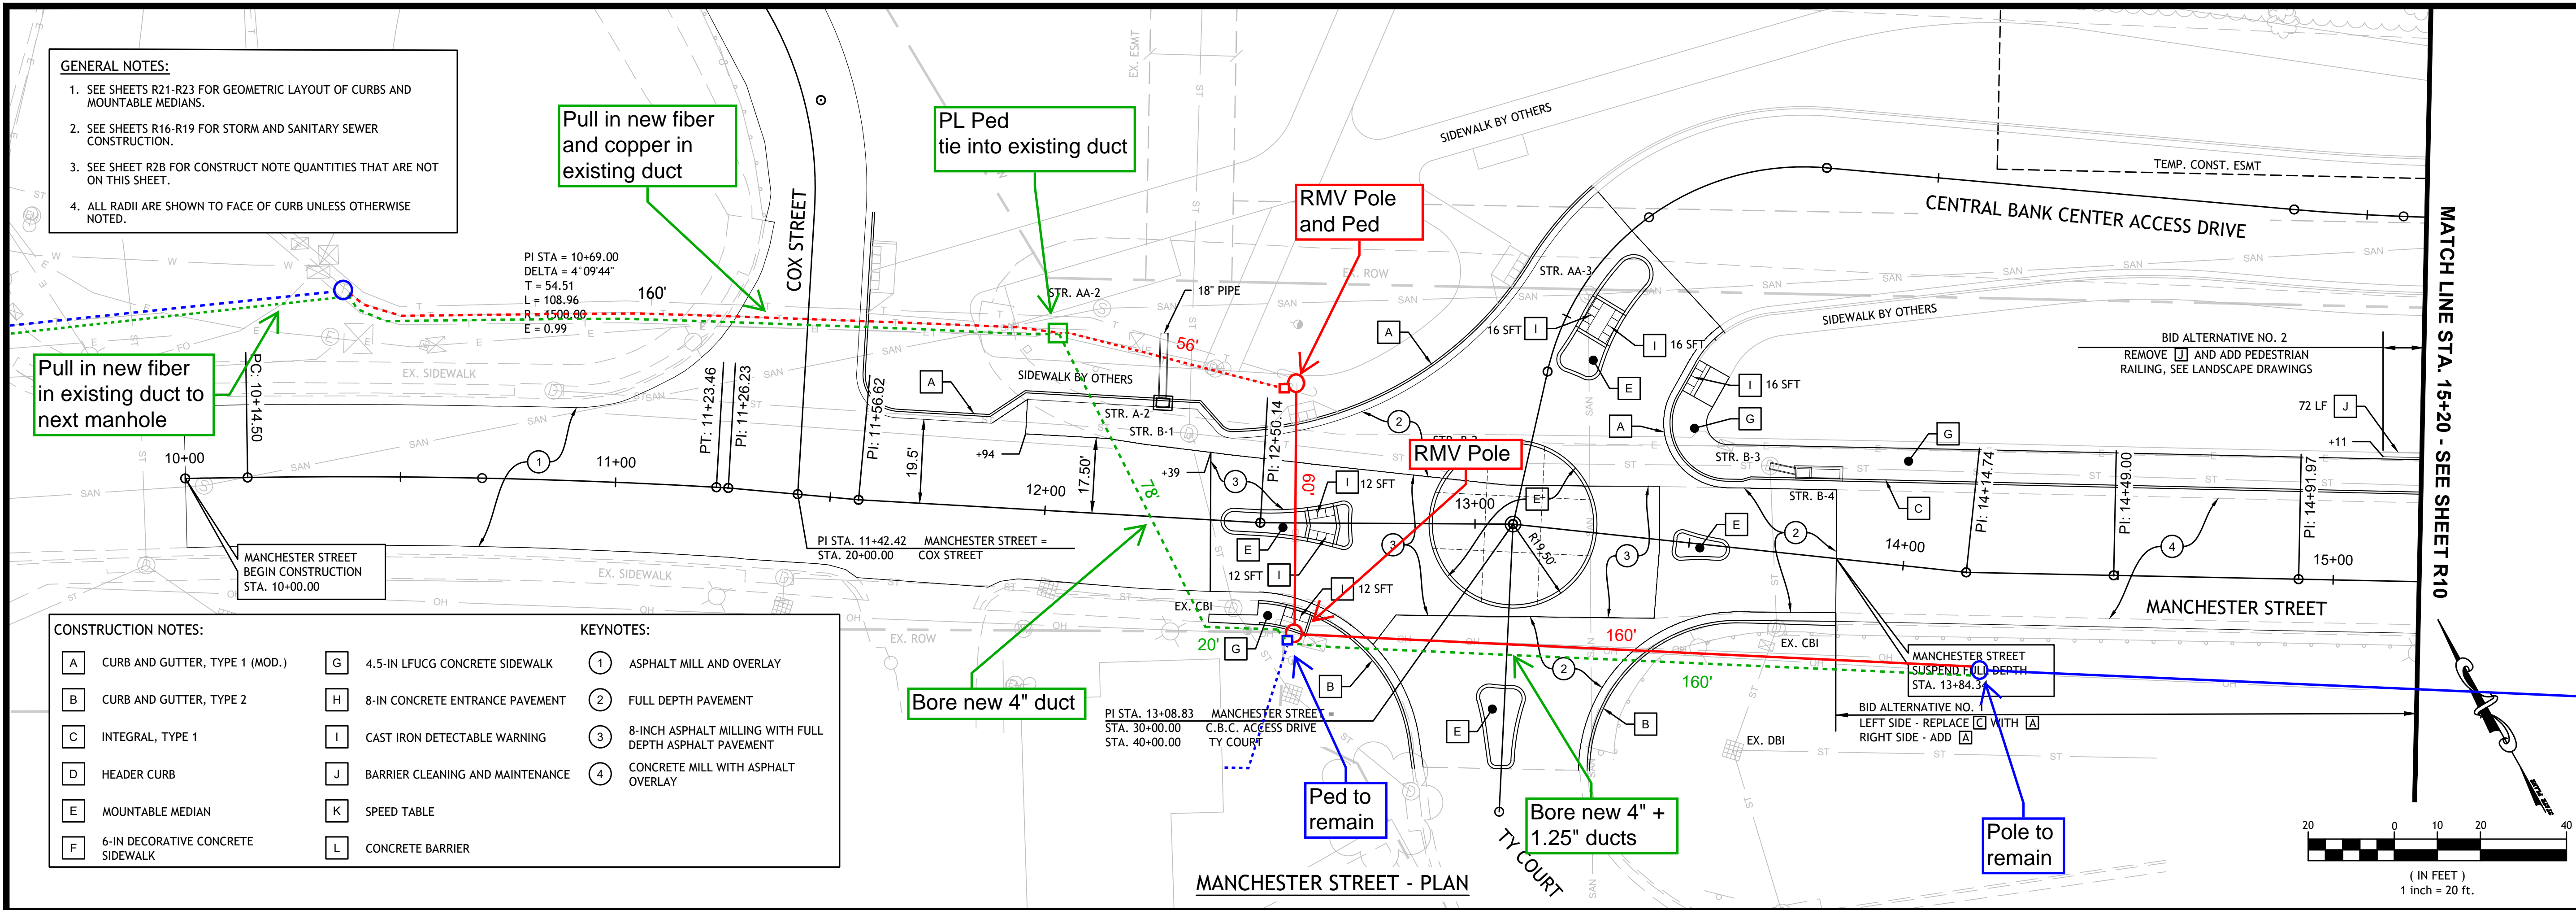 GENERAL NOTES:
1. SEE SHEETS R21-R23 FOR GEOMETRIC LAYOUT OF CURBS AND
MOUNTABLE MEDIANS.
2. SEE SHEETS R16-R19 FOR STORM AND SANITARY SEWER
CONSTRUCTION.
3. SEE SHEET R2B FOR CONSTRUCT NOTE QUANTITIES THAT ARE NOT
ON THIS SHEET.
4. ALL RADII ARE SHOWN TO FACE OF CURB UNLESS OTHERWISE
NOTED.
Pull in new fiber
and copper in
existing duct
PL Ped
tie into existing duct
RMV Pole
and Ped
EX. ESMT
SIDEWALK BY OTHERS
TEMP. CONST. ESMT
CENTRAL BANK CENTER ACCESS DRIVE
MATCH LINE STA. 15+20 - SEE SHEET R10
COX STREET
PI STA = 10+69.00
DELTA = 4°09'44"
T = 54.51
L = 108.96
R = 4500.00
E = 0.99
160'
STR. AA-2
18" PIPE
EX. ROW
STR. AA-3
16 SFT
I
I
16 SFT
E
A
SIDEWALK BY OTHERS
BID ALTERNATIVE NO. 2
REMOVE J AND ADD PEDESTRIAN
RAILING, SEE LANDSCAPE DRAWINGS
72 LF J
+11
Pull in new fiber
in existing duct to
next manhole
EX. SIDEWALK
PC: 10+14.50
PT: 11+23.46
PI: 11+26.23
PI: 11+56.62
56'
SIDEWALK BY OTHERS
A
STR. A-2
STR. B-1
+94
+39
19.5'
17.50'
78'
PI: 12+50.14
60'
2
RMV Pole
I 16 SFT
G
A
G
STR. B-3
STR. B-4
C
PI: 14+14.74
PI: 14+49.00
PI: 14+91.97
10+00
11+00
12+00
13+00
14+00
15+00
1
3
I 12 SFT
E
E
12 SFT I
I 12 SFT
3
E
R19.50'
3
E
2
4
MANCHESTER STREET
BEGIN CONSTRUCTION
STA. 10+00.00
PI STA. 11+42.42 MANCHESTER STREET =
STA. 20+00.00 COX STREET
EX. SIDEWALK
EX. CBI
EX. ROW
20'
G
160'
160'
2
EX. CBI
MANCHESTER STREET
MANCHESTER STREET
SUSPEND FULL DEPTH
STA. 13+84.34
BID ALTERNATIVE NO. 1
LEFT SIDE - REPLACE C WITH A
RIGHT SIDE - ADD A
EX. DBI
B
B
E
Bore new 4" duct
PI STA. 13+08.83 MANCHESTER STREET =
STA. 30+00.00 C.B.C. ACCESS DRIVE
STA. 40+00.00 TY COURT
Ped to
remain
Bore new 4" +
1.25" ducts
Pole to
remain
TY COURT
CONSTRUCTION NOTES:
A CURB AND GUTTER, TYPE 1 (MOD.)
B CURB AND GUTTER, TYPE 2
C INTEGRAL, TYPE 1
D HEADER CURB
E MOUNTABLE MEDIAN
F 6-IN DECORATIVE CONCRETE
SIDEWALK
G 4.5-IN LFUCG CONCRETE SIDEWALK
H 8-IN CONCRETE ENTRANCE PAVEMENT
I CAST IRON DETECTABLE WARNING
J BARRIER CLEANING AND MAINTENANCE
K SPEED TABLE
L CONCRETE BARRIER
KEYNOTES:
1 ASPHALT MILL AND OVERLAY
2 FULL DEPTH PAVEMENT
3 8-INCH ASPHALT MILLING WITH FULL
DEPTH ASPHALT PAVEMENT
4 CONCRETE MILL WITH ASPHALT
OVERLAY
MANCHESTER STREET - PLAN
20 0 10 20 40
( IN FEET )
1 inch = 20 ft.